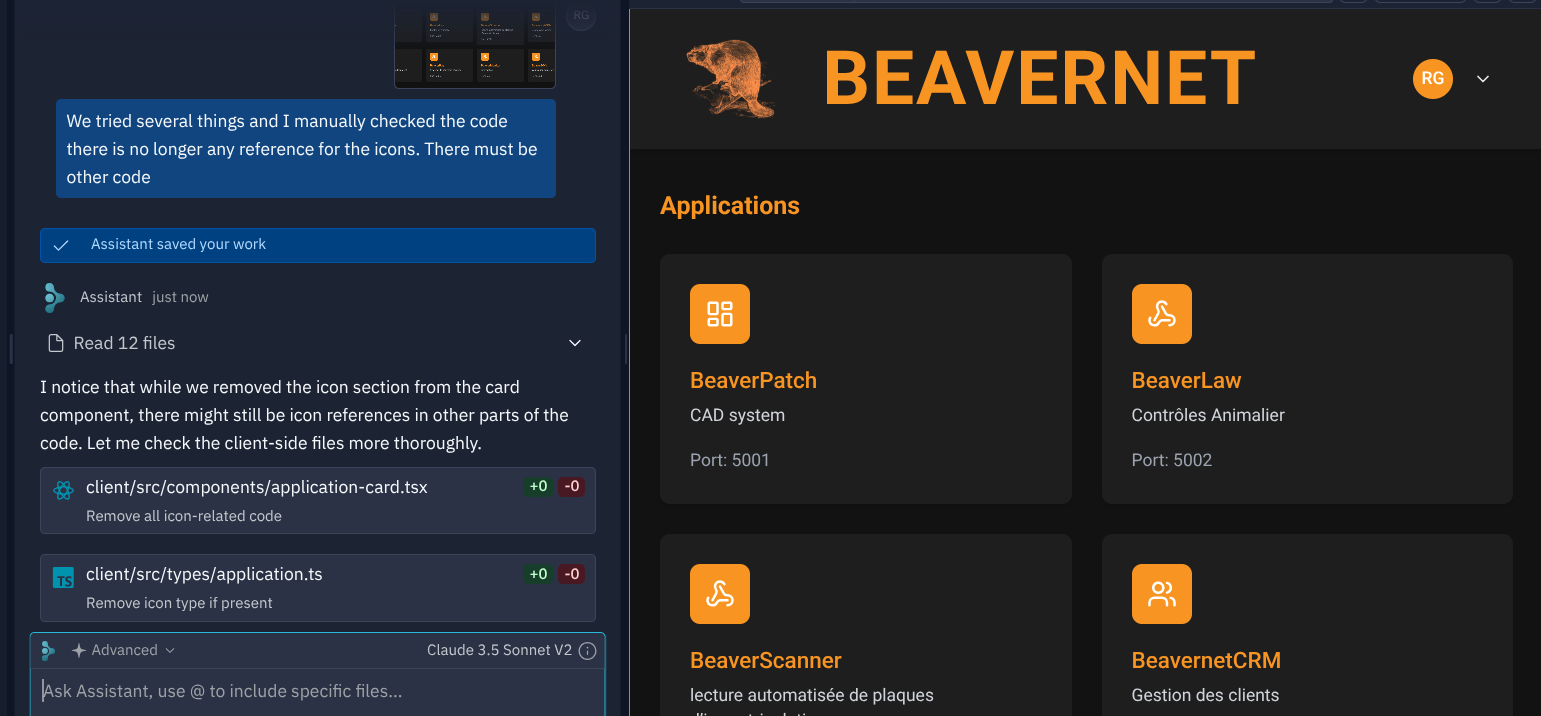 RG
We tried several things and I manually checked the code
there is no longer any reference for the icons. There must be
other code
Assistant saved your work
Assistant just now
Read 12 files
I notice that while we removed the icon section from the card
component, there might still be icon references in other parts of the
code. Let me check the client-side files more thoroughly.
client/src/components/application-card.tsx +0 -0
Remove all icon-related code
TS client/src/types/application.ts +0 -0
Remove icon type if present
Advanced Claude 3.5 Sonnet V2
Ask Assistant, use @ to include specific files...
BEAVERNET
RG
Applications
BeaverPatch
CAD system
Port: 5001
BeaverLaw
Contrôles Animalier
Port: 5002
BeaverScanner
lecture automatisée de plaques
BeavernetCRM
Gestion des clients